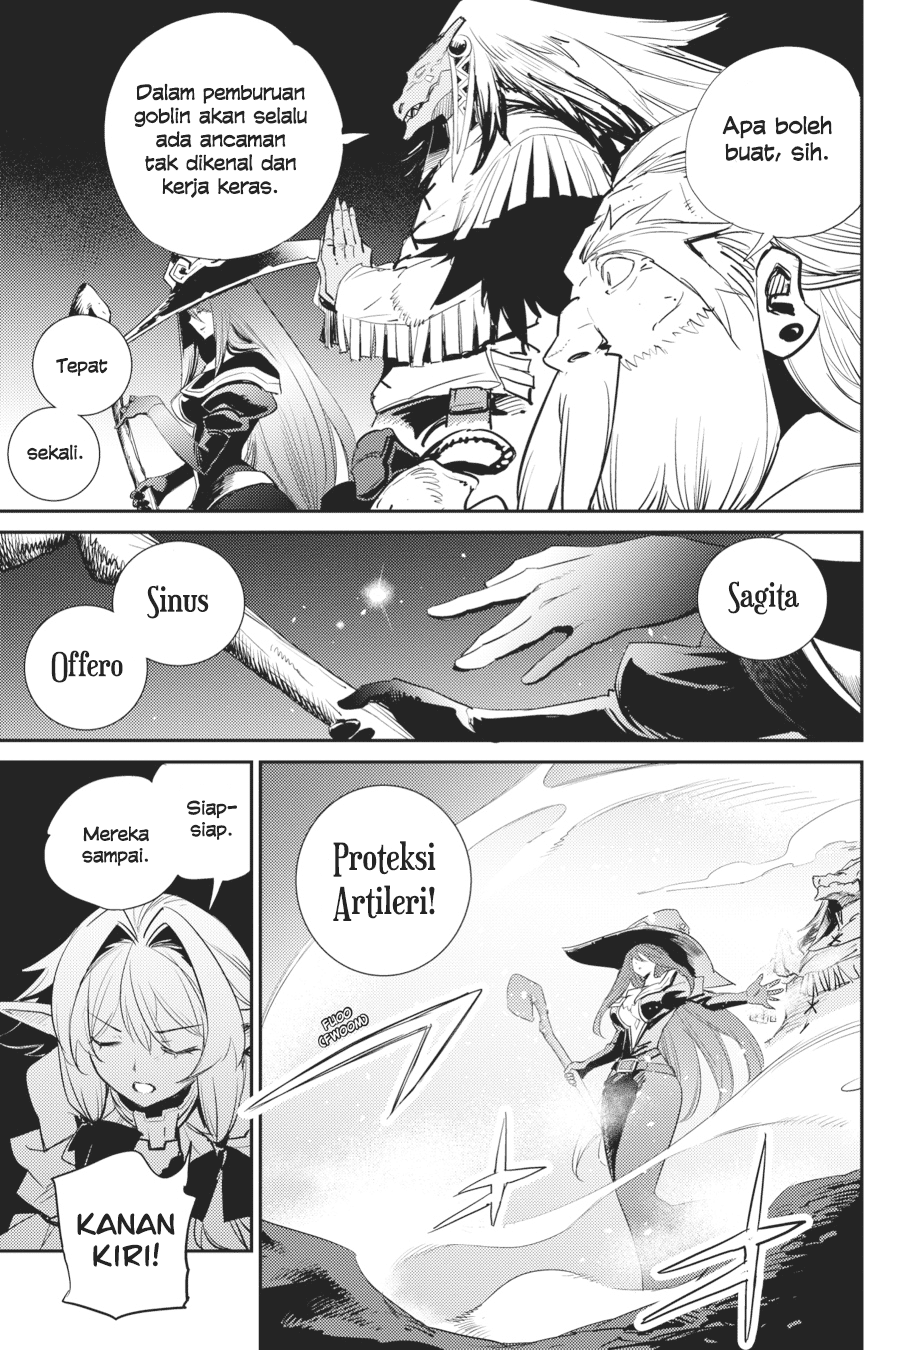 Apa boleh
buat, sih.
Dalam pemburuan
goblin akan selalu
ada ancaman
tak dikenal dan
kerja keras.
Tepat
sekali.
Sagita
Sinus
Offero
Proteksi
Artileri!
FUOO
(FWOOM)
Siap-
siap.
Mereka
sampai.
KANAN
KIRI!